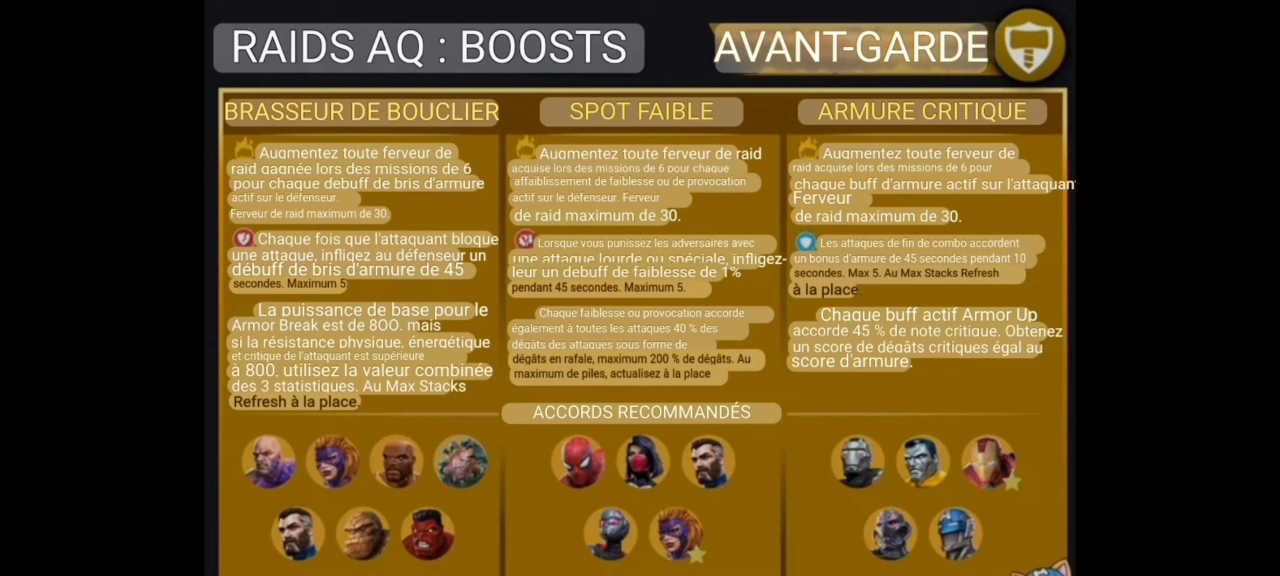 RAIDS AQ : BOOSTS
AVANT-GARDE
BRASSEUR DE BOUCLIER
Augmentez toute ferveur de
raid gagnée lors des missions de 6
pour chaque debuff de bris d'armure
actif sur le défenseur.
Ferveur de raid maximum de 30.
Chaque fois que l'attaquant bloque
une attaque, infligez au défenseur un
débuff de bris d'armure de 45
secondes. Maximum 5.
La puissance de base pour le
Armor Break est de 800. mais
si la résistance physique, énergétique
et critique de l'attaquant est supérieure
à 800. utilisez la valeur combinée
des 3 statistiques. Au Max Stacks
Refresh à la place.
SPOT FAIBLE
Augmentez toute ferveur de raid
acquise lors des missions de 6 pour chaque
affaiblissement de faiblesse ou de provocation
actif sur le défenseur. Ferveur
de raid maximum de 30.
Lorsque vous punissez les adversaires avec
une attaque lourde ou spéciale, infligez-
leur un debuff de faiblesse de 1%
pendant 45 secondes. Maximum 5.
Chaque faiblesse ou provocation accorde
également à toutes les attaques 40 % des
dégâts des attaques sous forme de
dégâts en rafale, maximum 200 % de dégâts. Au
maximum de piles, actualisez à la place
ARMURE CRITIQUE
Augmentez toute ferveur de
raid acquise lors des missions de 6 pour
chaque buff d'armure actif sur l'attaquant
Ferveur
de raid maximum de 30.
Les attaques de fin de combo accordent
un bonus d'armure de 45 secondes pendant 10
secondes. Max 5. Au Max Stacks Refresh
à la place.
Chaque buff actif Armor Up
accorde 45 % de note critique. Obtenez
un score de dégâts critiques égal au
score d'armure.
ACCORDS RECOMMANDÉS